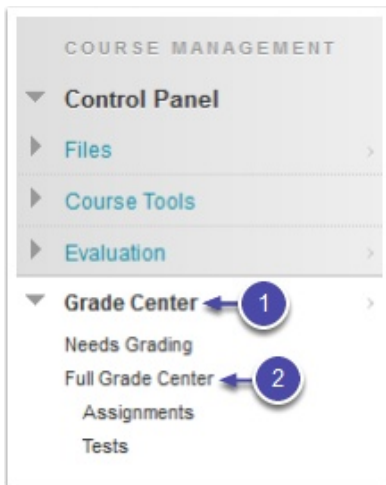 COURSE MANAGEMENT
Control Panel
Files
Course Tools
Evaluation
Grade Center 1
Needs Grading
Full Grade Center 2
Assignments
Tests